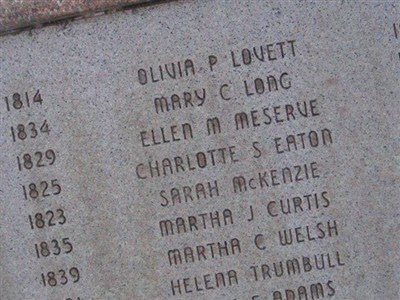 1814 OLIVIA P LOVETT
1834 MARY C LONG
1829 ELLEN M MESERVE
1825 CHARLOTTE S EATON
1823 SARAH McKENZIE
1835 MARTHA J CURTIS
1839 MARTHA C WELSH
HELENA TRUMBULL
E ADAMS